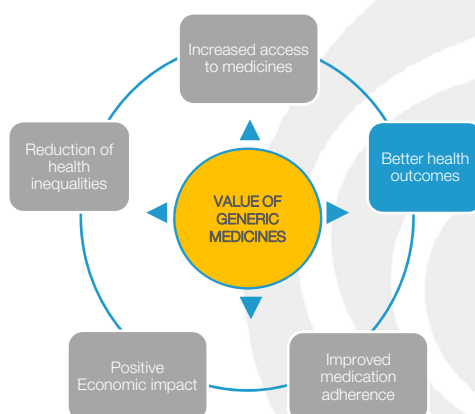 Increased access
to medicines
Reduction of
health
inequalities
Better health
outcomes
VALUE OF
GENERIC
MEDICINES
Positive
Economic impact
Improved
medication
adherence